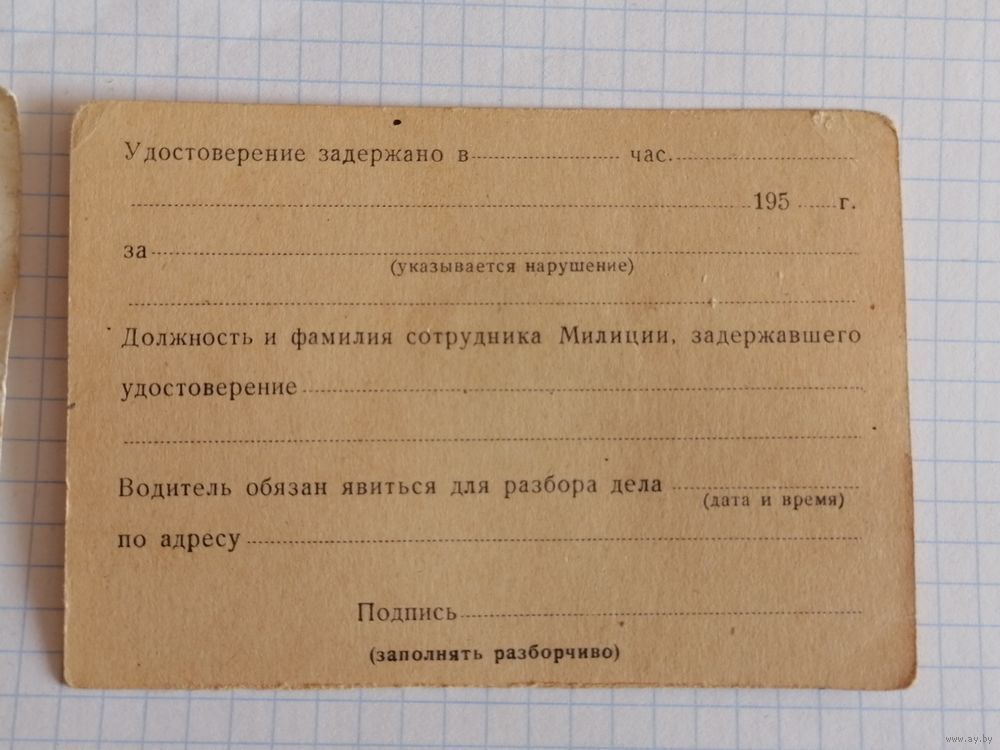 Удостоверение задержано в ............ час. ............
............ 195 ..... г.
за ............
(указывается нарушение)
Должность и фамилия сотрудника Милиции, задержавшего
удостоверение ............
Водитель обязан явиться для разбора дела ............
(дата и время)
по адресу ............
Подпись ............
(заполнять разборчиво)
www.ay.by